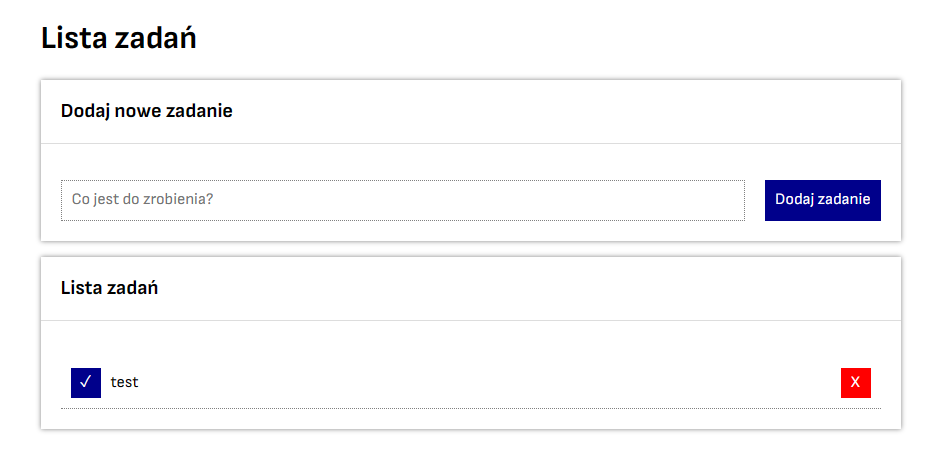 Lista zadań
Dodaj nowe zadanie
Co jest do zrobienia? Dodaj zadanie
Lista zadań
✓ test X